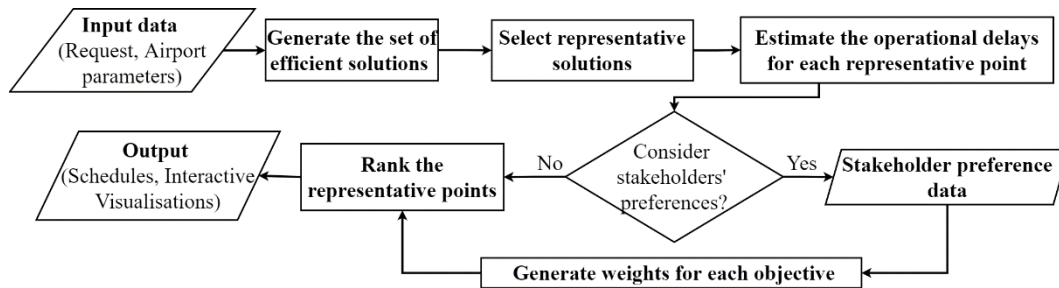 Input data
(Request, Airport
parameters)
Generate the set of
efficient solutions
Select representative
solutions
Estimate the operational delays
for each representative point
Output
(Schedules, Interactive
Visualisations)
Rank the
representative points
No
Consider
stakeholders'
preferences?
Yes
Stakeholder preference
data
Generate weights for each objective